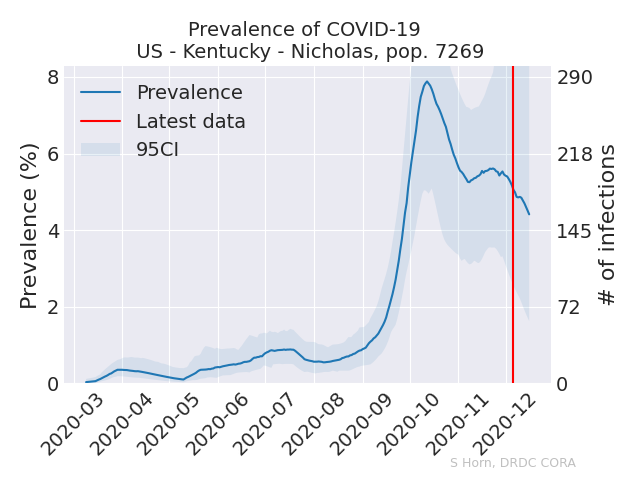 Prevalence of COVID-19
US - Kentucky - Nicholas, pop. 7269
Prevalence
Latest data
95CI
Prevalence (%)
8
6
4
2
0
290
218
145
72
0
# of infections
2020-03
2020-04
2020-05
2020-06
2020-07
2020-08
2020-09
2020-10
2020-11
2020-12
S Horn, DRDC CORA